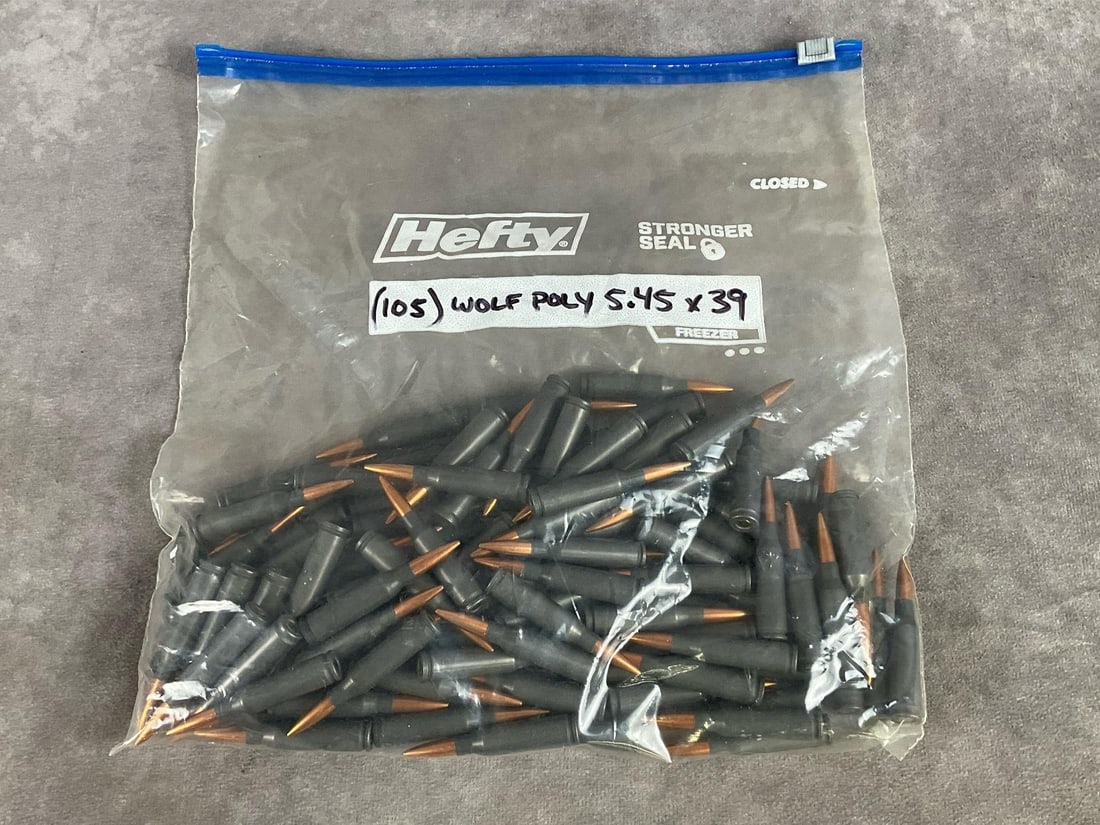 CLOSED
Hefty®
STRONGER
SEAL
(105) WOLF POLY 5.45 x 39
FREEZER